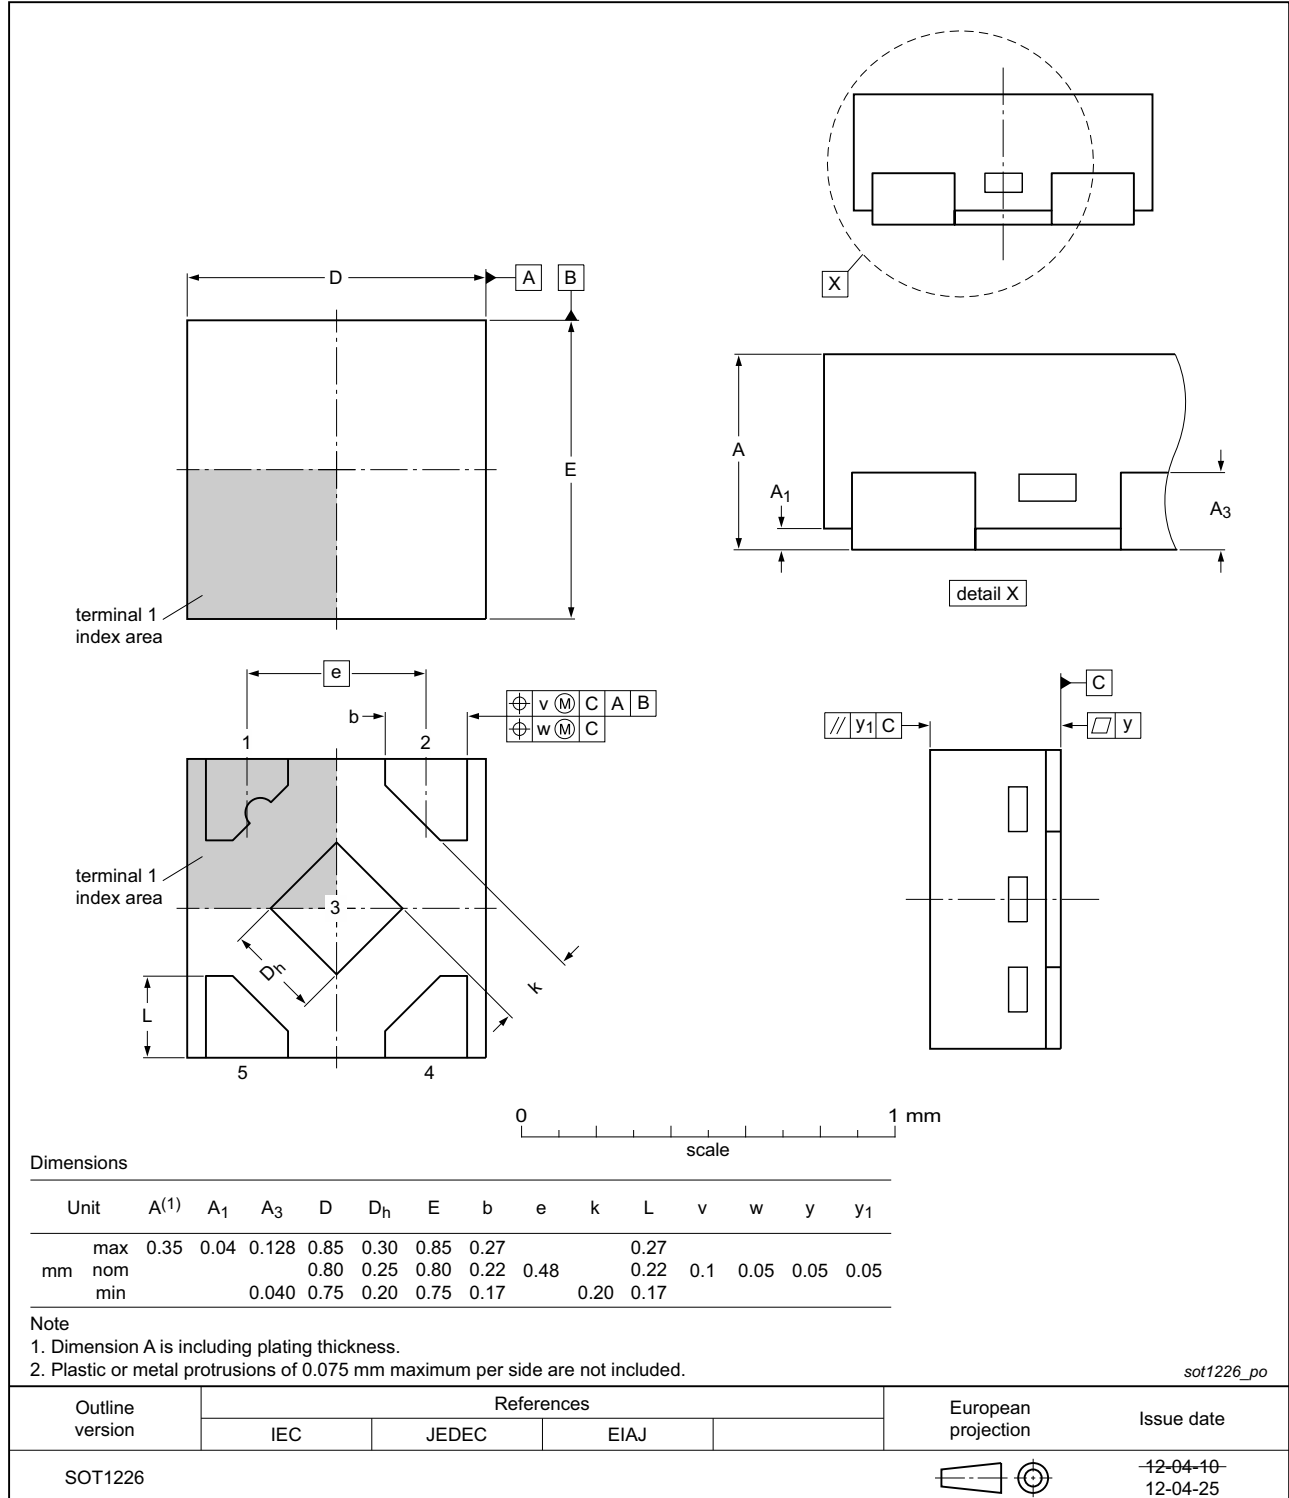 X
D
A
B
A
A1
E
A3
detail X
terminal 1
index area
e
C
b
v M C A B
w M C
// y1 C
y
1
2
terminal 1
index area
3
Dh
k
L
5
4
0
1 mm
scale
Dimensions
Unit A(1) A1 A3 D Dh E b e k L v w y y1
max 0.35 0.04 0.128 0.85 0.30 0.85 0.27 0.27
mm nom 0.80 0.25 0.80 0.22 0.48 0.22 0.1 0.05 0.05 0.05
min 0.040 0.75 0.20 0.75 0.17 0.20 0.17
Note
1. Dimension A is including plating thickness.
2. Plastic or metal protrusions of 0.075 mm maximum per side are not included.
sot1226_po
Outline
version
References
IEC JEDEC EIAJ
European
projection
Issue date
SOT1226
12-04-10
12-04-25